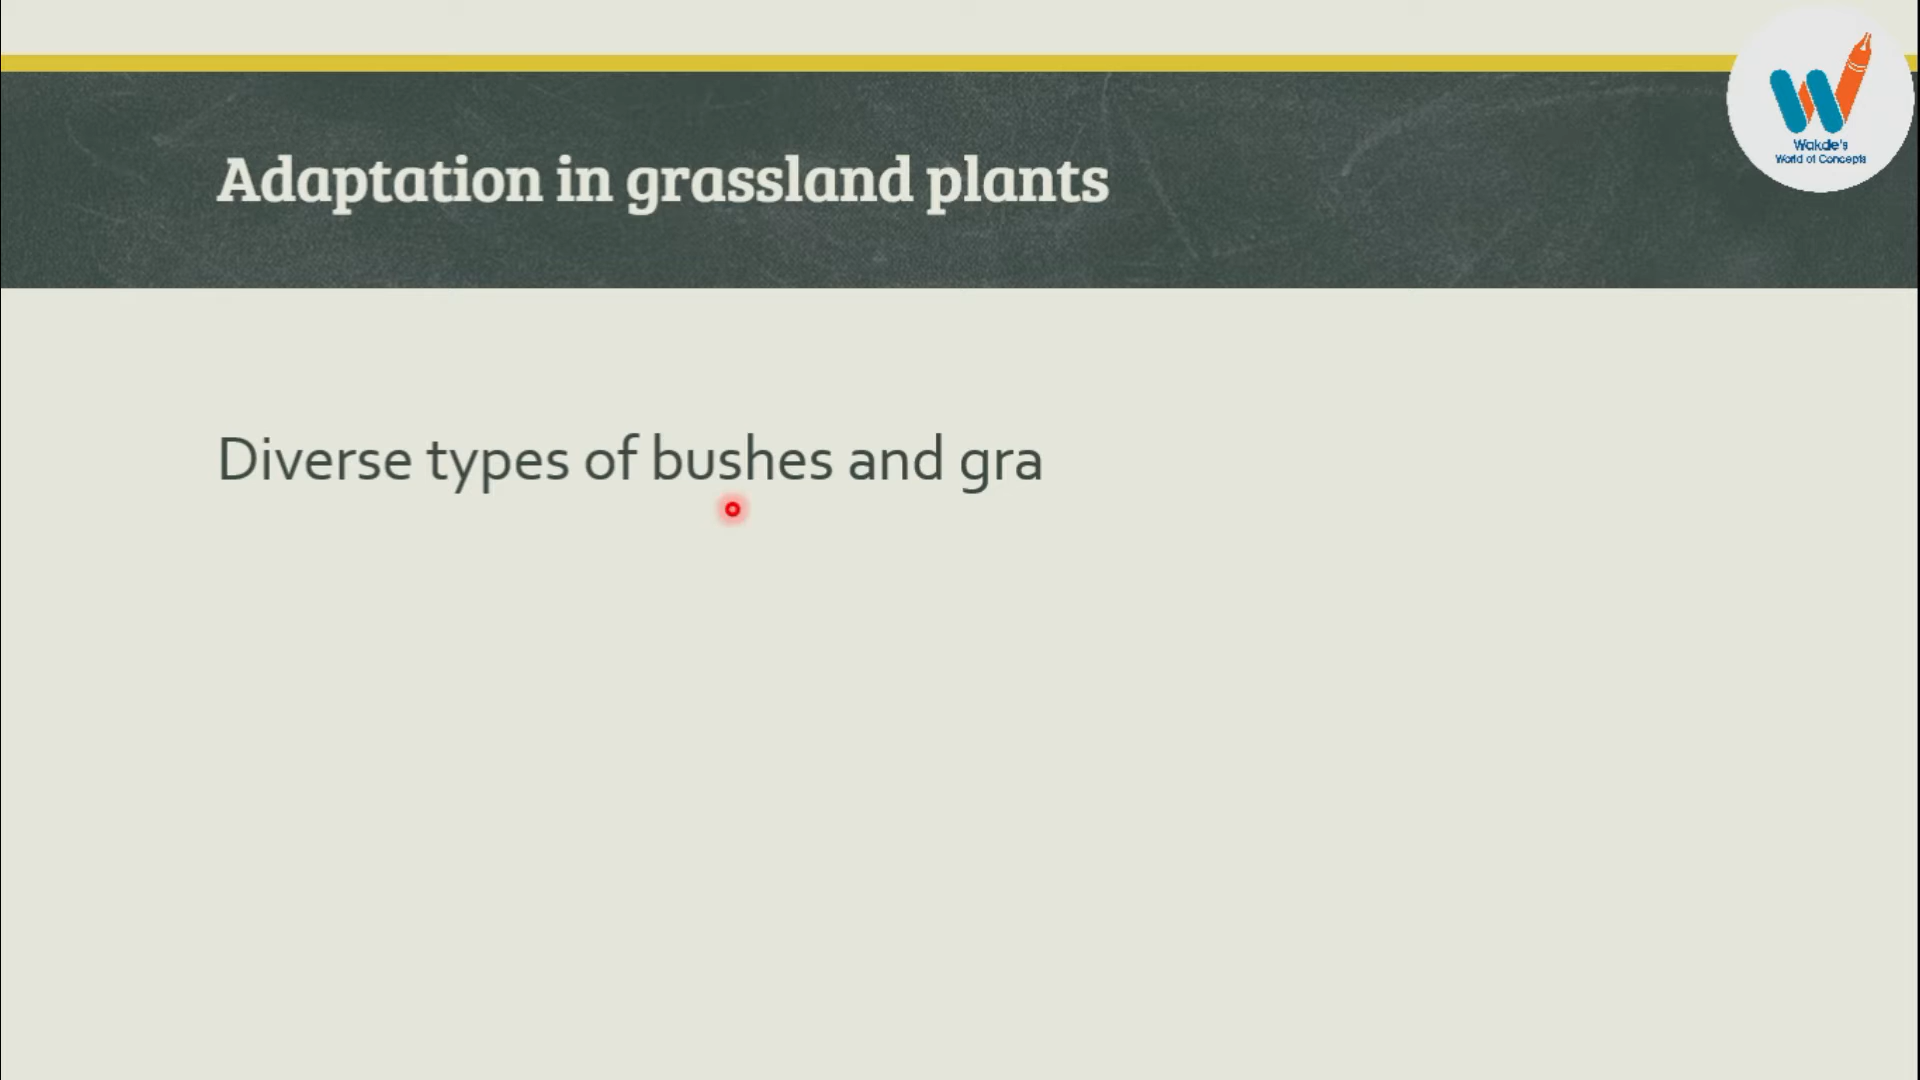 Wakde's
World of Concepts
Adaptation in grassland plants
Diverse types of bushes and gra